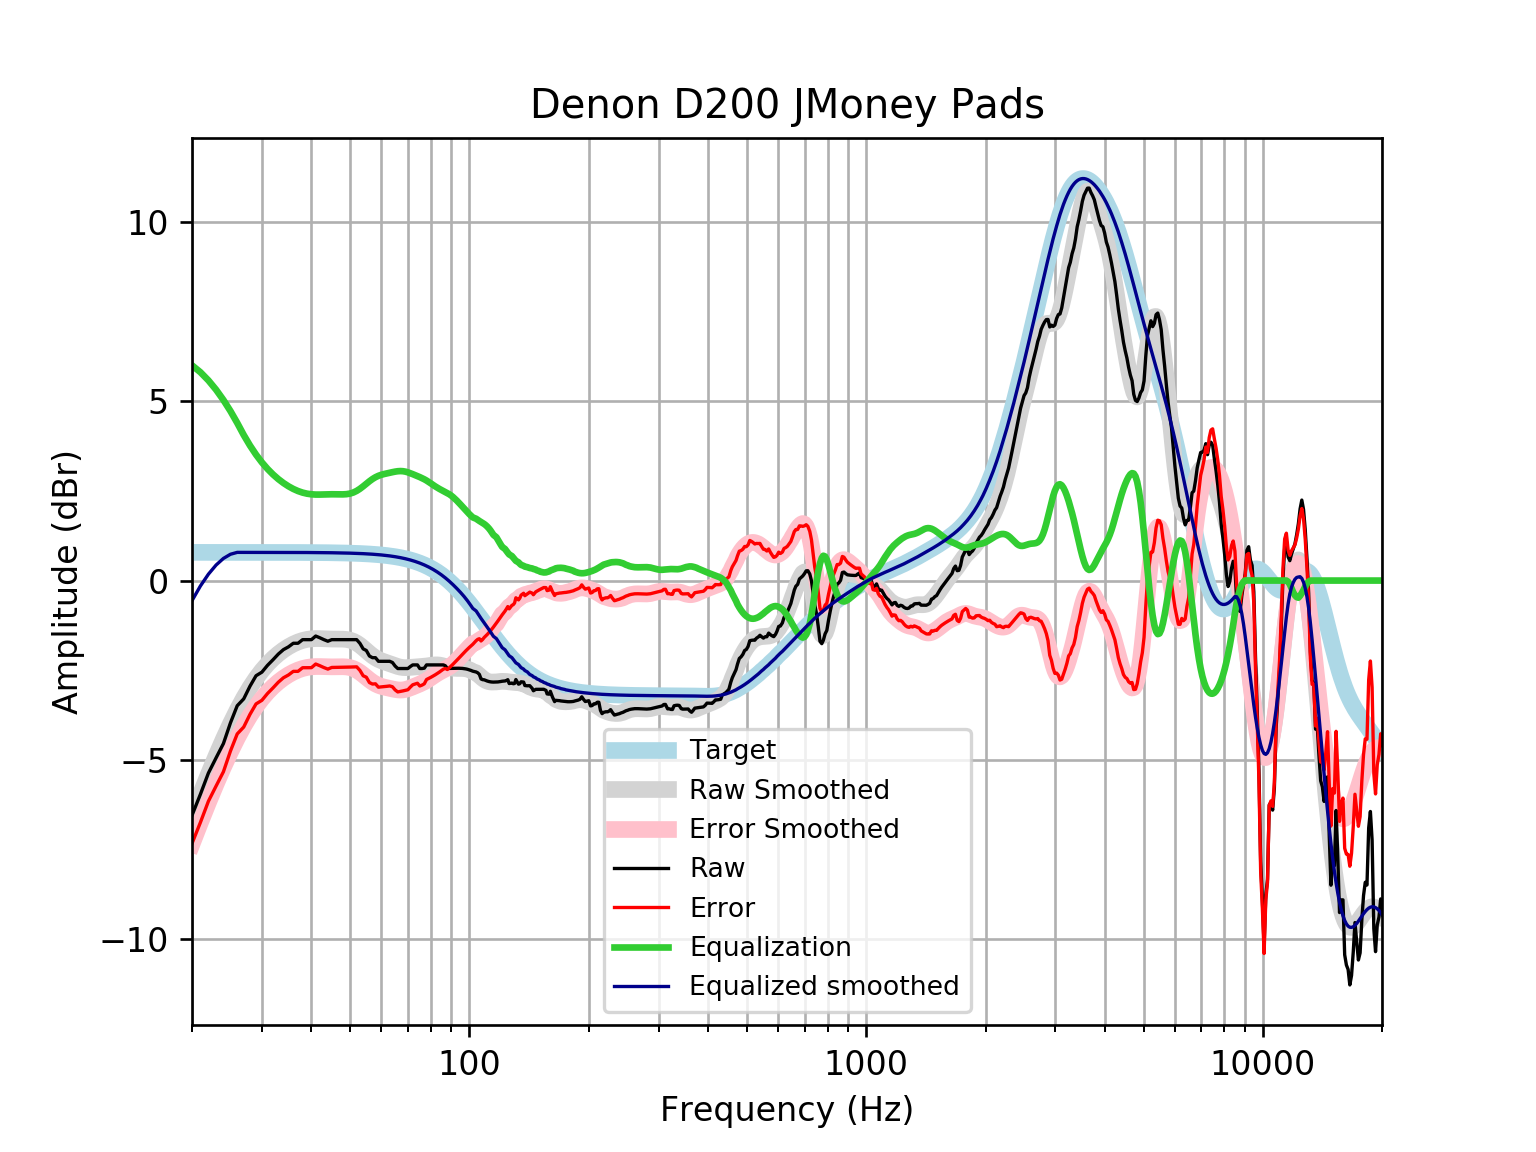 Denon D200 JMoney Pads
Amplitude (dBr)
10
5
0
−5
−10
Target
Raw Smoothed
Error Smoothed
Raw
Error
Equalization
Equalized smoothed
100 1000 10000
Frequency (Hz)